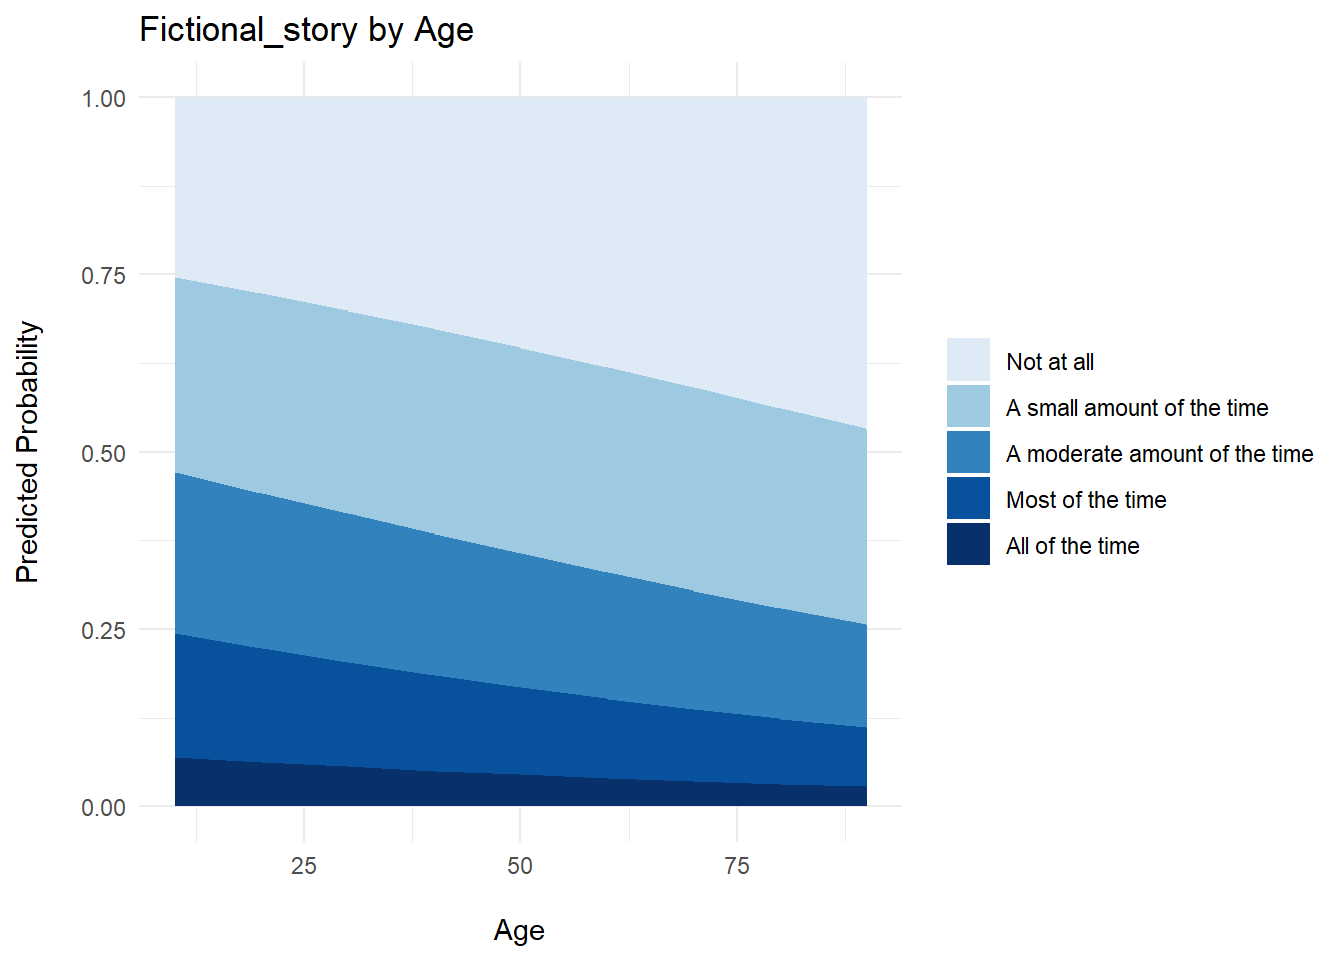 Fictional_story by Age
Predicted Probability
1.00
0.75
0.50
0.25
0.00
25 50 75
Age
Not at all
A small amount of the time
A moderate amount of the time
Most of the time
All of the time